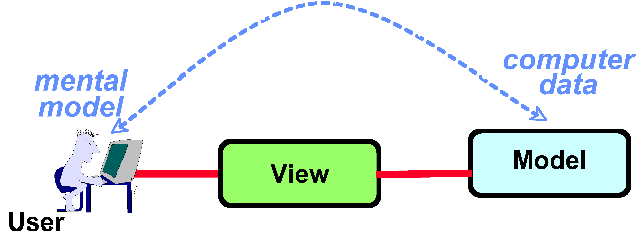 mental
model
computer
data
View
Model
User